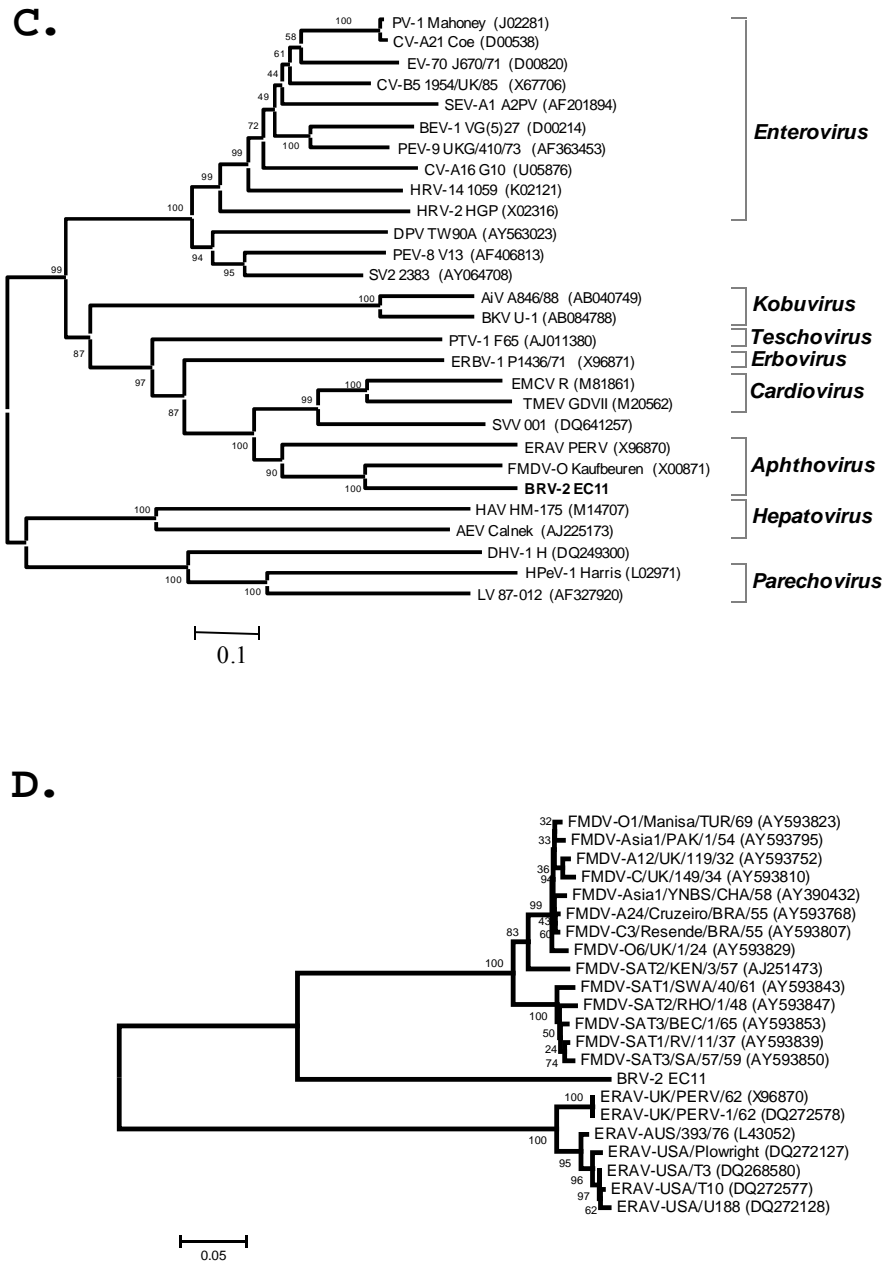 C.
100
PV-1 Mahoney (J02281)
58
CV-A21 Coe (D00538)
61
EV-70 J670/71 (D00820)
44
CV-B5 1954/UK/85 (X67706)
49
SEV-A1 A2PV (AF201894)
72
BEV-1 VG(5)27 (D00214)
Enterovirus
100
PEV-9 UKG/410/73 (AF363453)
99
CV-A16 G10 (U05876)
99
HRV-14 1059 (K02121)
100
HRV-2 HGP (X02316)
DPV TW90A (AY563023)
94
PEV-8 V13 (AF406813)
95
SV2 2383 (AY064708)
99
100
AiV A846/88 (AB040749)
Kobuvirus
BKV U-1 (AB084788)
87
PTV-1 F65 (AJ011380)
Teschovirus
97
ERBV-1 P1436/71 (X96871)
Erbovirus
100
EMCV R (M81861)
Cardiovirus
99
TMEV GDVII (M20562)
87
SVV 001 (DQ641257)
100
ERAV PERV (X96870)
90
FMDV-O Kaufbeuren (X00871)
Aphthovirus
100
BRV-2 EC11
100
HAV HM-175 (M14707)
Hepatovirus
AEV Calnek (AJ225173)
DHV-1 H (DQ249300)
100
HPeV-1 Harris (L02971)
Parechovirus
100
LV 87-012 (AF327920)
0.1
D.
32
FMDV-O1/Manisa/TUR/69 (AY593823)
33
FMDV-Asia1/PAK/1/54 (AY593795)
FMDV-A12/UK/119/32 (AY593752)
36
94
FMDV-C/UK/149/34 (AY593810)
FMDV-Asia1/YNBS/CHA/58 (AY390432)
99
FMDV-A24/Cruzeiro/BRA/55 (AY593768)
43
FMDV-C3/Resende/BRA/55 (AY593807)
60
83
FMDV-O6/UK/1/24 (AY593829)
100
FMDV-SAT2/KEN/3/57 (AJ251473)
FMDV-SAT1/SWA/40/61 (AY593843)
FMDV-SAT2/RHO/1/48 (AY593847)
100
FMDV-SAT3/BEC/1/65 (AY593853)
50
FMDV-SAT1/RV/11/37 (AY593839)
24
FMDV-SAT3/SA/57/59 (AY593850)
74
BRV-2 EC11
100
ERAV-UK/PERV/62 (X96870)
ERAV-UK/PERV-1/62 (DQ272578)
100
ERAV-AUS/393/76 (L43052)
95
ERAV-USA/Plowright (DQ272127)
96
ERAV-USA/T3 (DQ268580)
97
ERAV-USA/T10 (DQ272577)
62
ERAV-USA/U188 (DQ272128)
0.05